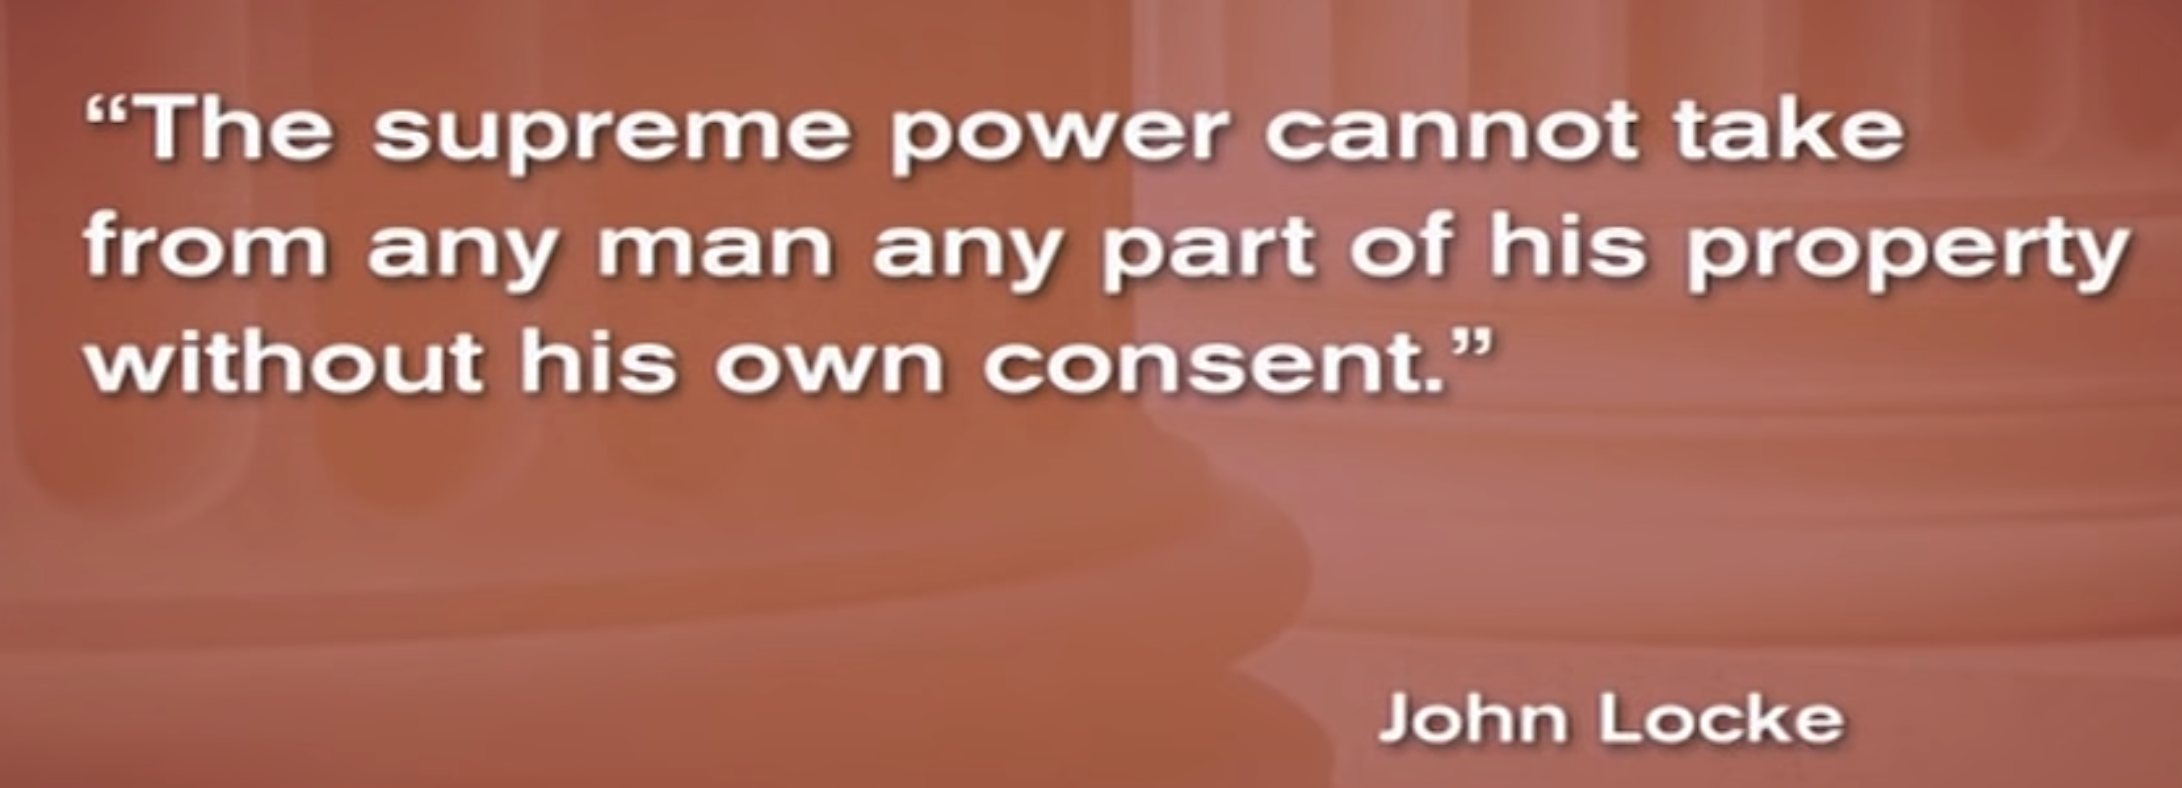 “The supreme power cannot take
from any man any part of his property
without his own consent.”
John Locke